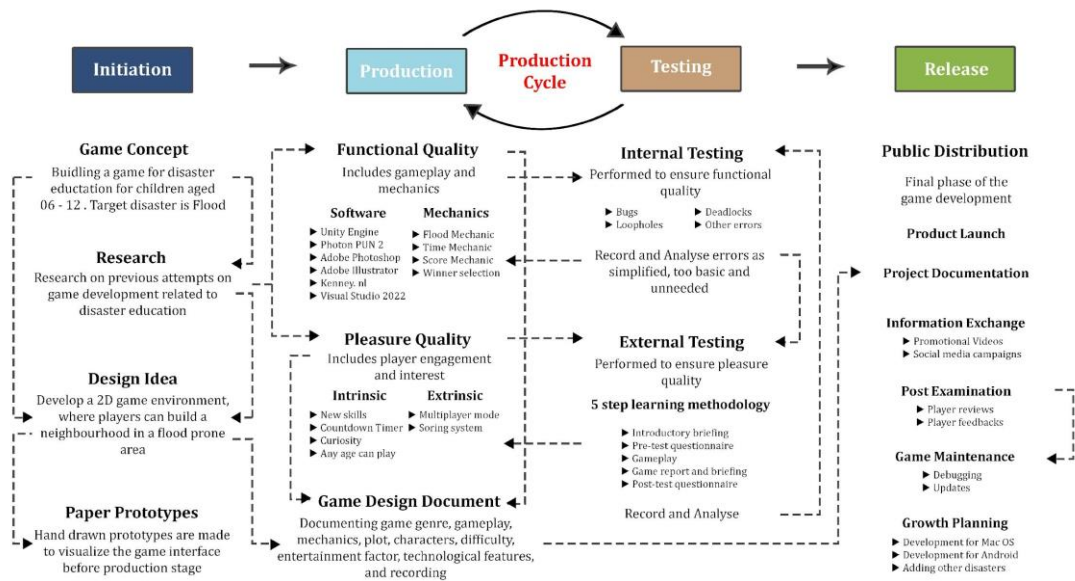 Initiation
Production
Production
Cycle
Testing
Release
Game Concept
Buidling a game for disaster
eductation for children aged
06 - 12 . Target disaster is Flood
Research
Research on previous attempts on
game development related to
disaster education
Design Idea
Develop a 2D game environment,
where players can build a
neighbourhood in a flood prone
area
Paper Prototypes
Hand drawn prototypes are made
to visualize the game interface
before production stage
Functional Quality
Includes gameplay and
mechanics
Software
▶ Unity Engine
▶ Photon PUN 2
▶ Adobe Photoshop
▶ Adobe Illustrator
▶ Kenney. nl
▶ Visual Studio 2022
Mechanics
▶ Flood Mechanic
▶ Time Mechanic
▶ Score Mechanic
▶ Winner selection
Pleasure Quality
Includes player engagement
and interest
Intrinsic
▶ New skills
▶ Countdown Timer
▶ Curiosity
▶ Any age can play
Extrinsic
▶ Multiplayer mode
▶ Soring system
Game Design Document
Documenting game genre, gameplay,
mechanics, plot, characters, difficulty,
entertainment factor, technological features,
and recording
Internal Testing
Performed to ensure functional
quality
▶ Bugs
▶ Loopholes
▶ Deadlocks
▶ Other errors
Record and Analyse errors as
simplified, too basic and
unneeded
External Testing
Performed to ensure pleasure
quality
5 step learning methodology
▶ Introductory briefing
▶ Pre-test questionnaire
▶ Gameplay
▶ Game report and briefing
▶ Post-test questionnaire
Record and Analyse
Public Distribution
Final phase of the
game development
Product Launch
Project Documentation
Information Exchange
▶ Promotional Videos
▶ Social media campaigns
Post Examination
▶ Player reviews
▶ Player feedbacks
Game Maintenance
▶ Debugging
▶ Updates
Growth Planning
▶ Development for Mac OS
▶ Development for Android
▶ Adding other disasters